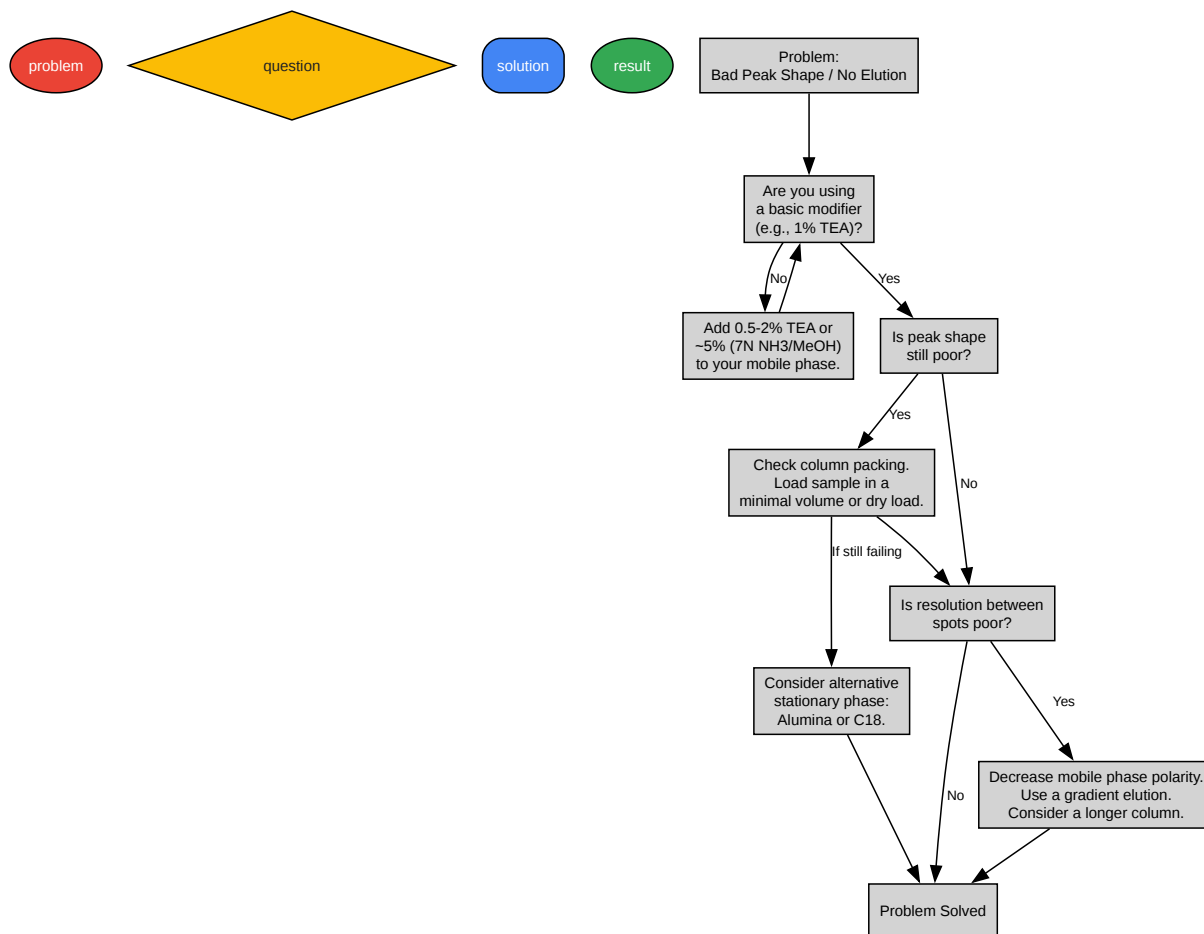 problem
question
solution
result
Problem:
Bad Peak Shape / No Elution
Are you using
a basic modifier
(e.g., 1% TEA)?
No
Yes
Add 0.5-2% TEA or
~5% (7N NH3/MeOH)
to your mobile phase.
Is peak shape
still poor?
Yes
No
Check column packing.
Load sample in a
minimal volume or dry load.
If still failing
Is resolution between
spots poor?
Consider alternative
stationary phase:
Alumina or C18.
Yes
No
Decrease mobile phase polarity.
Use a gradient elution.
Consider a longer column.
Problem Solved